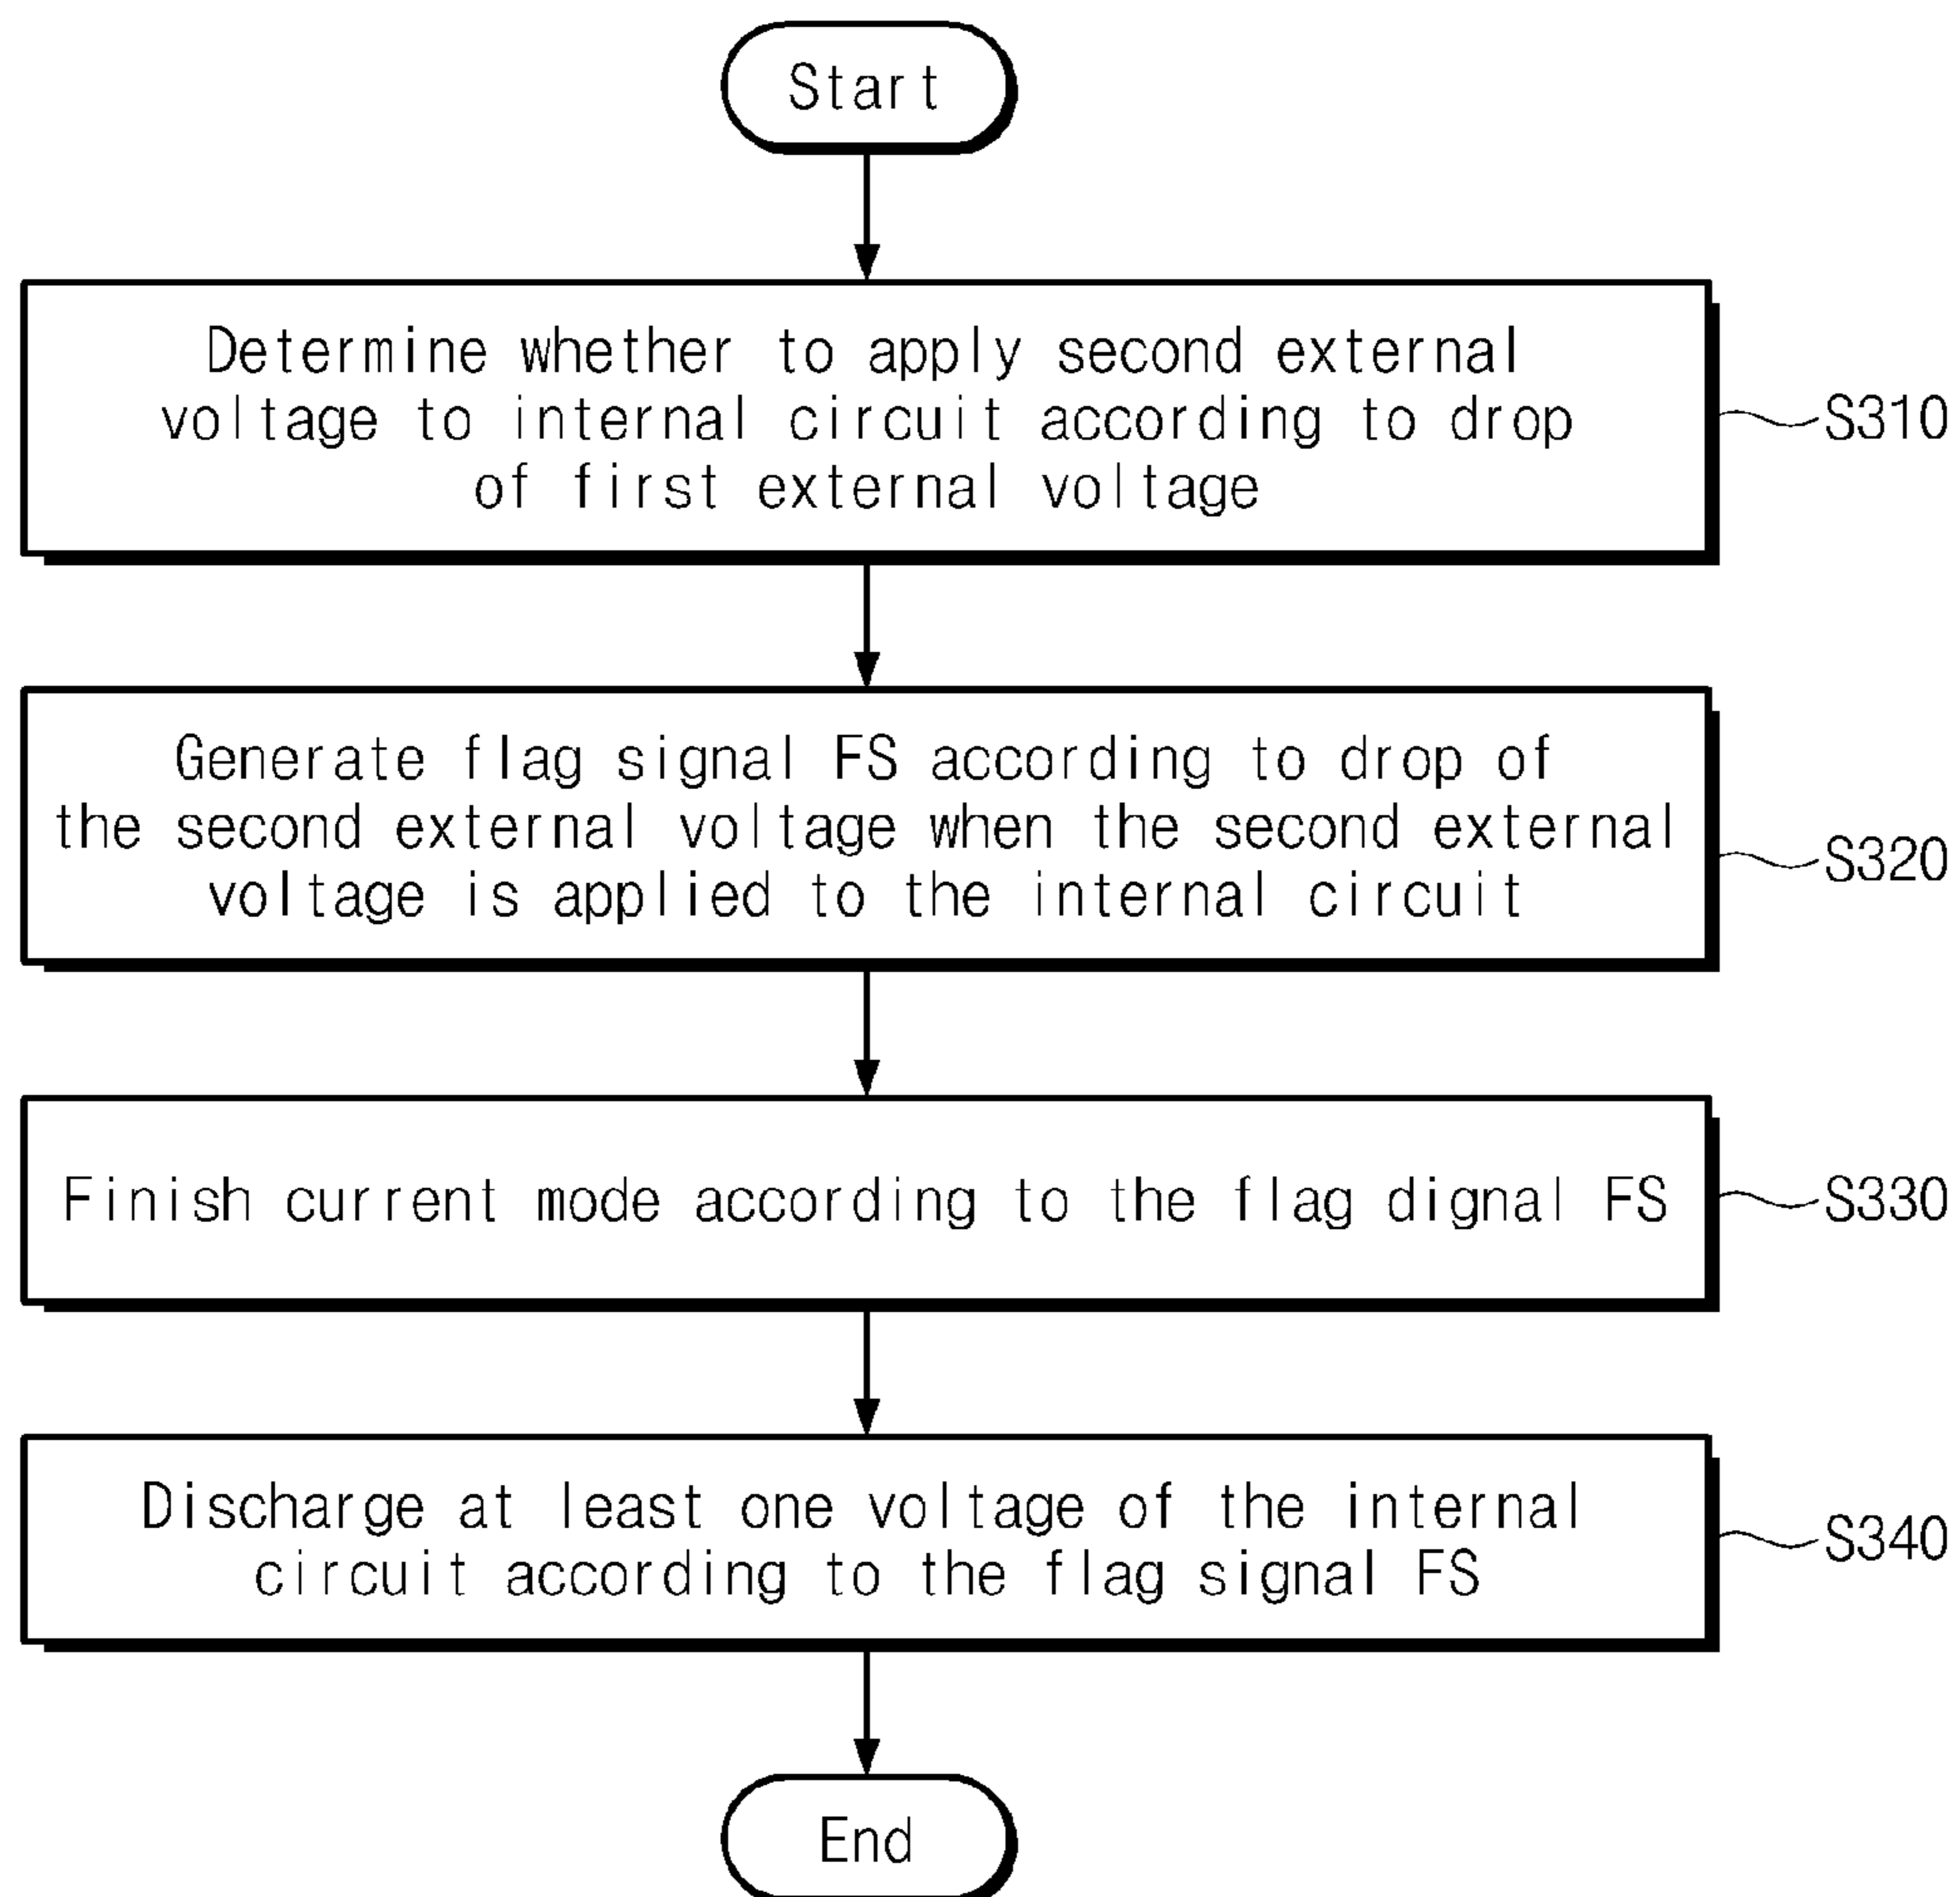 Start
Determine whether to apply second external
voltage to internal circuit according to drop
of first external voltage
S310
Generate flag signal FS according to drop of
the second external voltage when the second external
voltage is applied to the internal circuit
S320
Finish current mode according to the flag dignal FS
S330
Discharge at least one voltage of the internal
circuit according to the flag signal FS
S340
End